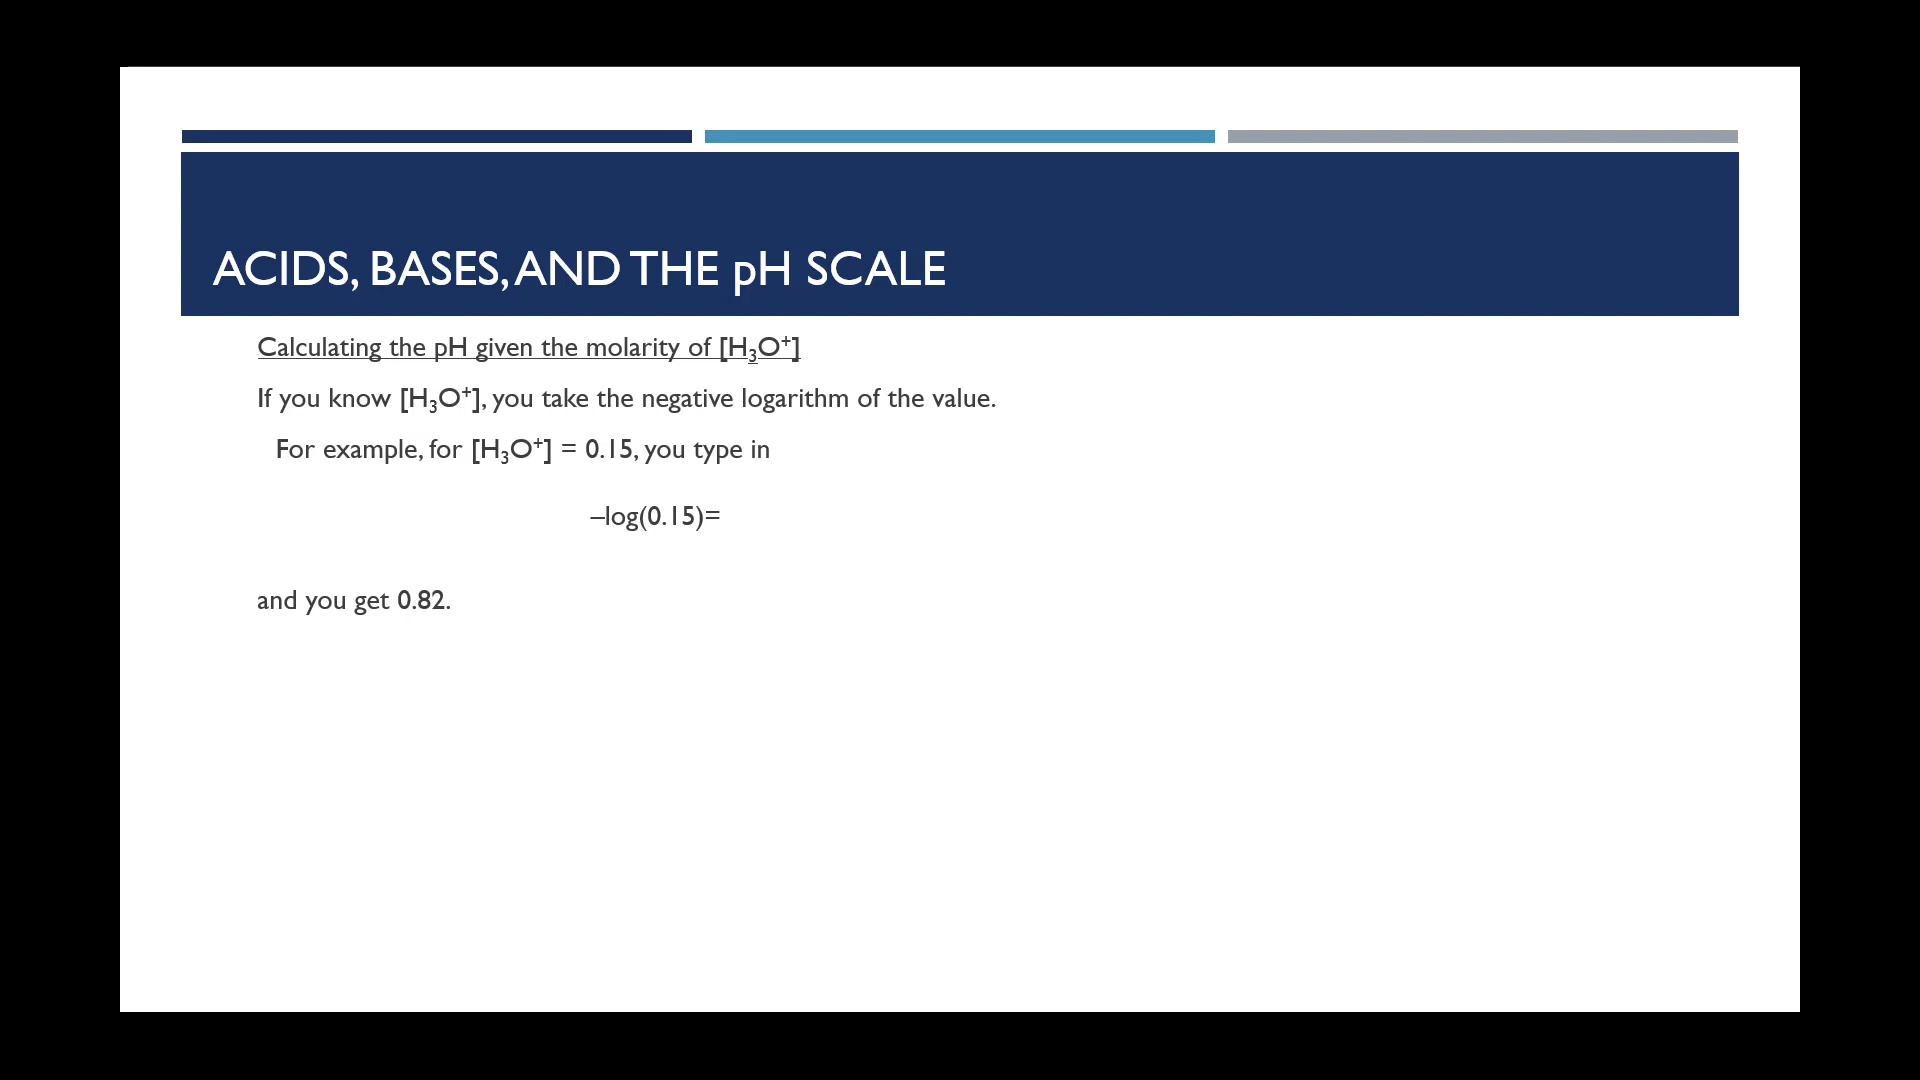 ACIDS, BASES, AND THE pH SCALE
Calculating the pH given the molarity of [H₃O⁺]
If you know [H₃O⁺], you take the negative logarithm of the value.
For example, for [H₃O⁺] = 0.15, you type in
–log(0.15)=
and you get 0.82.